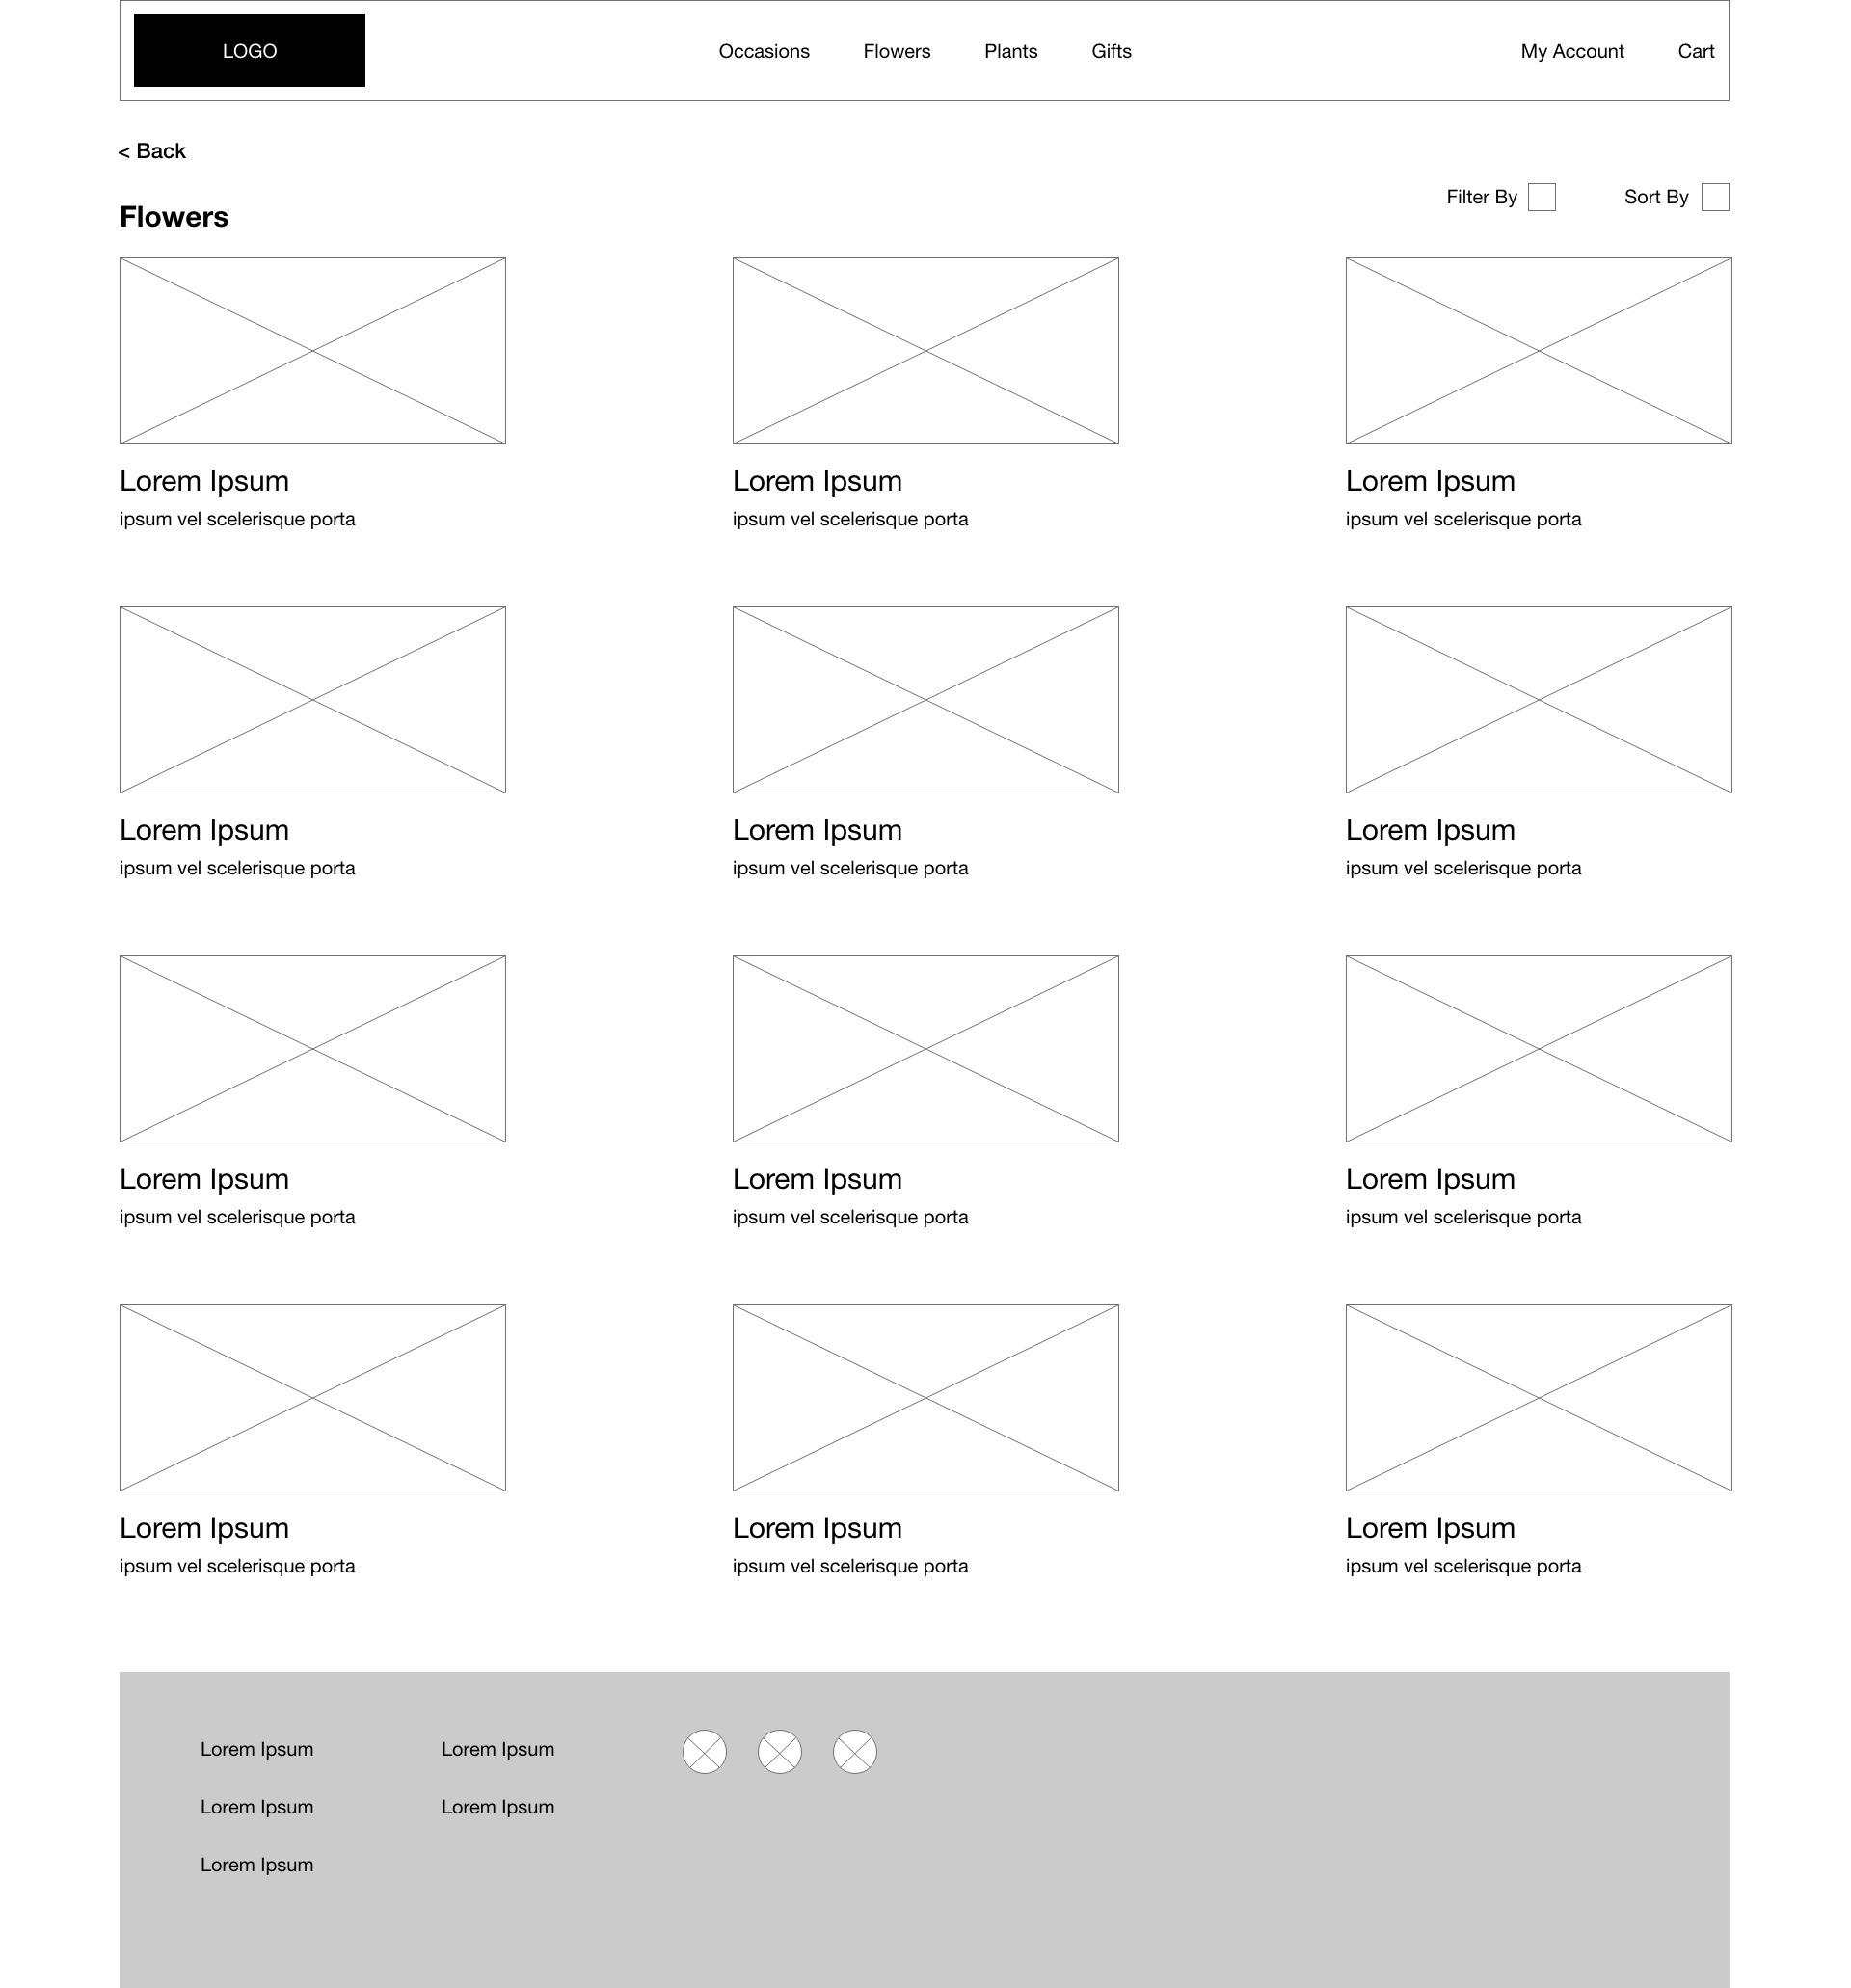 LOGO Occasions Flowers Plants Gifts My Account Cart
< Back
Filter By Sort By
Flowers
Lorem Ipsum Lorem Ipsum Lorem Ipsum
ipsum vel scelerisque porta ipsum vel scelerisque porta ipsum vel scelerisque porta
Lorem Ipsum Lorem Ipsum Lorem Ipsum
ipsum vel scelerisque porta ipsum vel scelerisque porta ipsum vel scelerisque porta
Lorem Ipsum Lorem Ipsum Lorem Ipsum
ipsum vel scelerisque porta ipsum vel scelerisque porta ipsum vel scelerisque porta
Lorem Ipsum Lorem Ipsum Lorem Ipsum
ipsum vel scelerisque porta ipsum vel scelerisque porta ipsum vel scelerisque porta
Lorem Ipsum Lorem Ipsum
Lorem Ipsum Lorem Ipsum
Lorem Ipsum